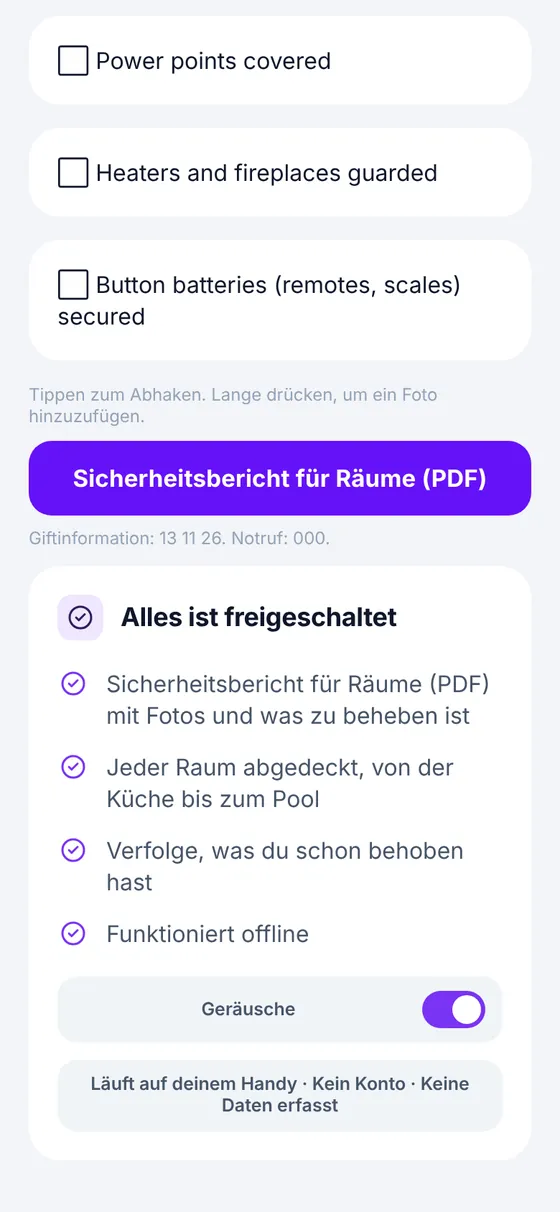 Power points covered
Heaters and fireplaces guarded
Button batteries (remotes, scales)
secured
Tippen zum Abhaken. Lange drücken, um ein Foto
hinzuzufügen.
Sicherheitsbericht für Räume (PDF)
Giftinformation: 13 11 26. Notruf: 000.
Alles ist freigeschaltet
Sicherheitsbericht für Räume (PDF)
mit Fotos und was zu beheben ist
Jeder Raum abgedeckt, von der
Küche bis zum Pool
Verfolge, was du schon behoben
hast
Funktioniert offline
Geräusche
Läuft auf deinem Handy · Kein Konto · Keine
Daten erfasst